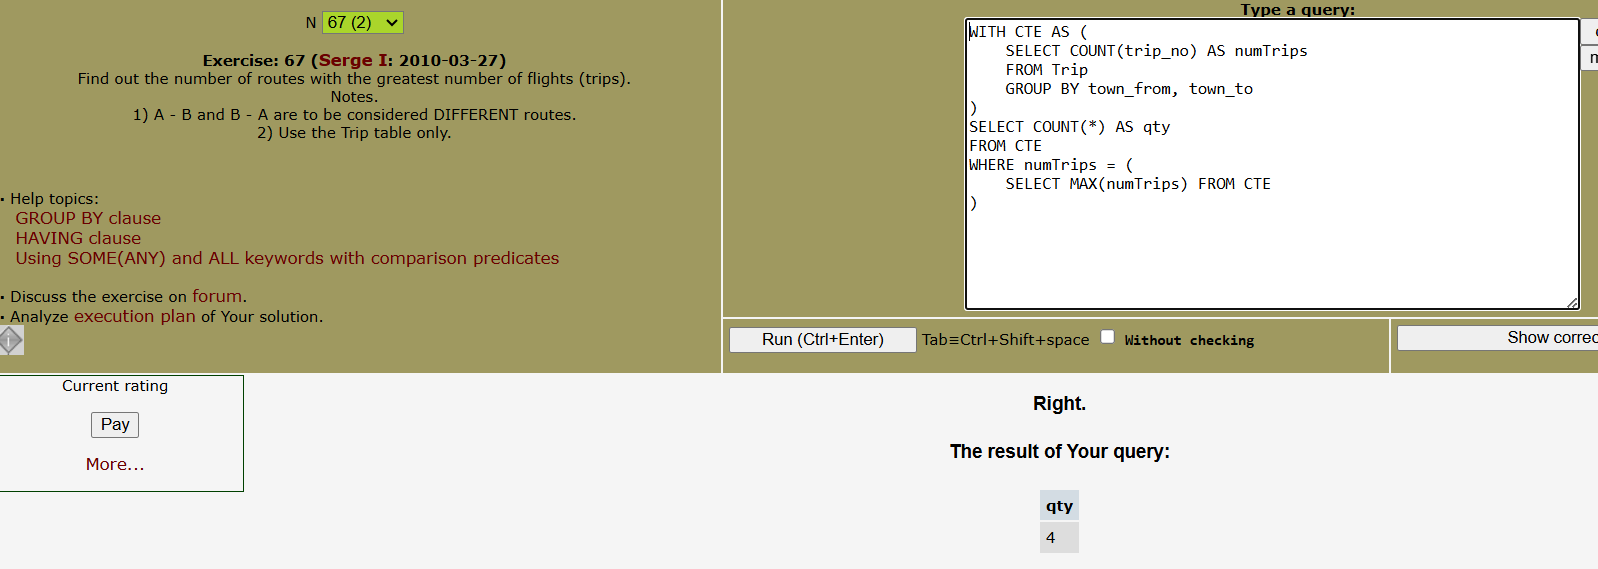 N 67 (2)
Exercise: 67 (Serge I: 2010-03-27)
Find out the number of routes with the greatest number of flights (trips).
Notes.
1) A - B and B - A are to be considered DIFFERENT routes.
2) Use the Trip table only.
Help topics:
GROUP BY clause
HAVING clause
Using SOME(ANY) and ALL keywords with comparison predicates
Discuss the exercise on forum.
Analyze execution plan of Your solution.
Type a query:
WITH CTE AS (
SELECT COUNT(trip_no) AS numTrips
FROM Trip
GROUP BY town_from, town_to
)
SELECT COUNT(*) AS qty
FROM CTE
WHERE numTrips = (
SELECT MAX(numTrips) FROM CTE
)
Run (Ctrl+Enter) Tab≡Ctrl+Shift+space Without checking
Show
Current rating
Pay
More...
Right.
The result of Your query:
qty
4